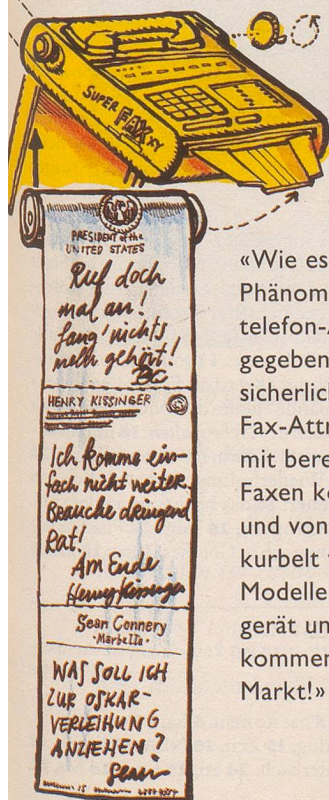 SUPER FAX XY
PRESIDENT of the
UNITED STATES
Ruf doch
mal an!
Lang' nichts
mehr gehört!
BC
HENRY KISSINGER
Ich komme ein-
fach nicht weiter.
Brauche dringend
Rat!
Am Ende
Henry Kissinger
Sean Connery
·Marbella·
WAS SOLL ICH
ZUR OSKAR-
VERLEIHUNG
ANZIEHEN?
Sean
«Wie es
Phänom
telefon-A
gegeben
sicherlic
Fax-Attr
mit bere
Faxen ko
und von
kurbelt
Modelle
gerät un
kommen
Markt!»